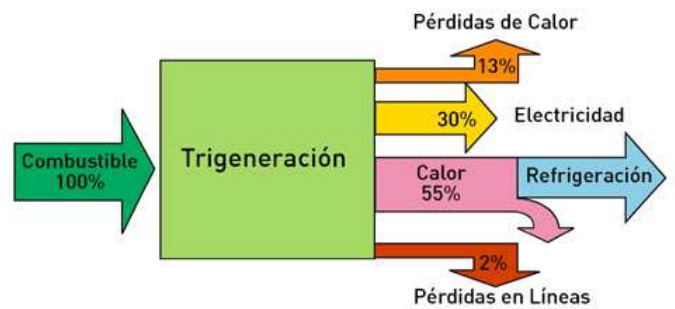 Pérdidas de Calor
13%
30%
Electricidad
Combustible
100%
Trigeneración
Calor
55%
Refrigeración
2%
Pérdidas en Líneas